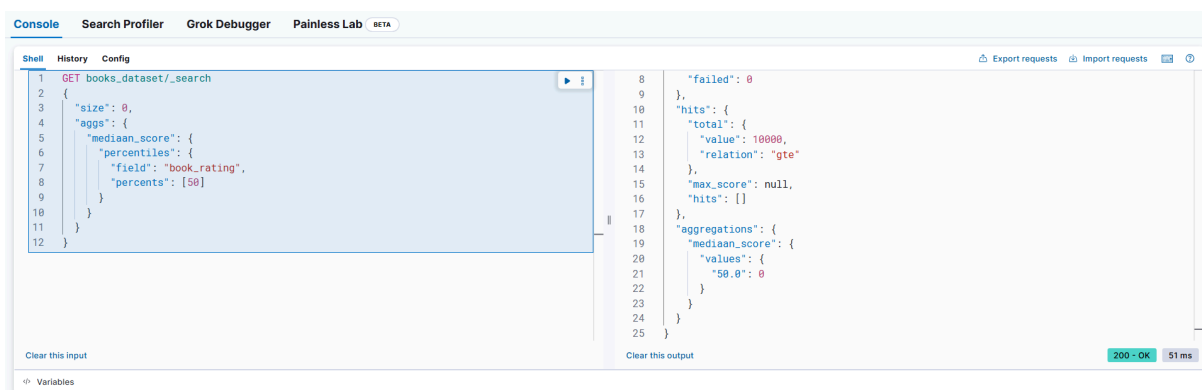 Console Search Profiler Grok Debugger Painless Lab BETA
Shell History Config Export requests Import requests
1 GET books_dataset/_search
2 {
3 "size": 0,
4 "aggs": {
5 "mediaan_score": {
6 "percentiles": {
7 "field": "book_rating",
8 "percents": [50]
9 }
10 }
11 }
12 }
8 "failed": 0
9 },
10 "hits": {
11 "total": {
12 "value": 10000,
13 "relation": "gte"
14 },
15 "max_score": null,
16 "hits": []
17 },
18 "aggregations": {
19 "mediaan_score": {
20 "values": {
21 "50.0": 0
22 }
23 }
24 }
25 }
Clear this input
Clear this output 200 - OK 51 ms
</> Variables